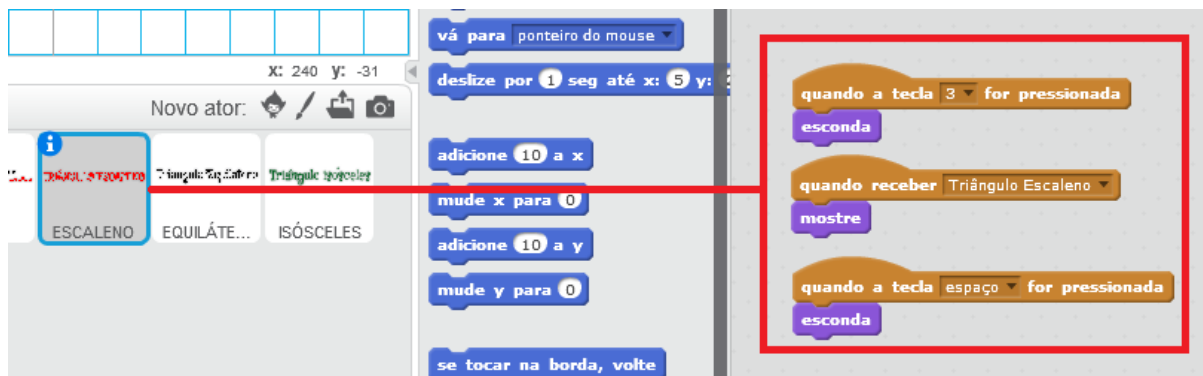 x: 240 y: -31
Novo ator:
Triângulo Equilátero
Triângulo Isósceles
ESCALENO
EQUILÁTE...
ISÓSCELES
vá para ponteiro do mouse
deslize por 1 seg até x: 5 y:
adicione 10 a x
mude x para 0
adicione 10 a y
mude y para 0
se tocar na borda, volte
quando a tecla 3 for pressionada
esconda
quando receber Triângulo Escaleno
mostre
quando a tecla espaço for pressionada
esconda